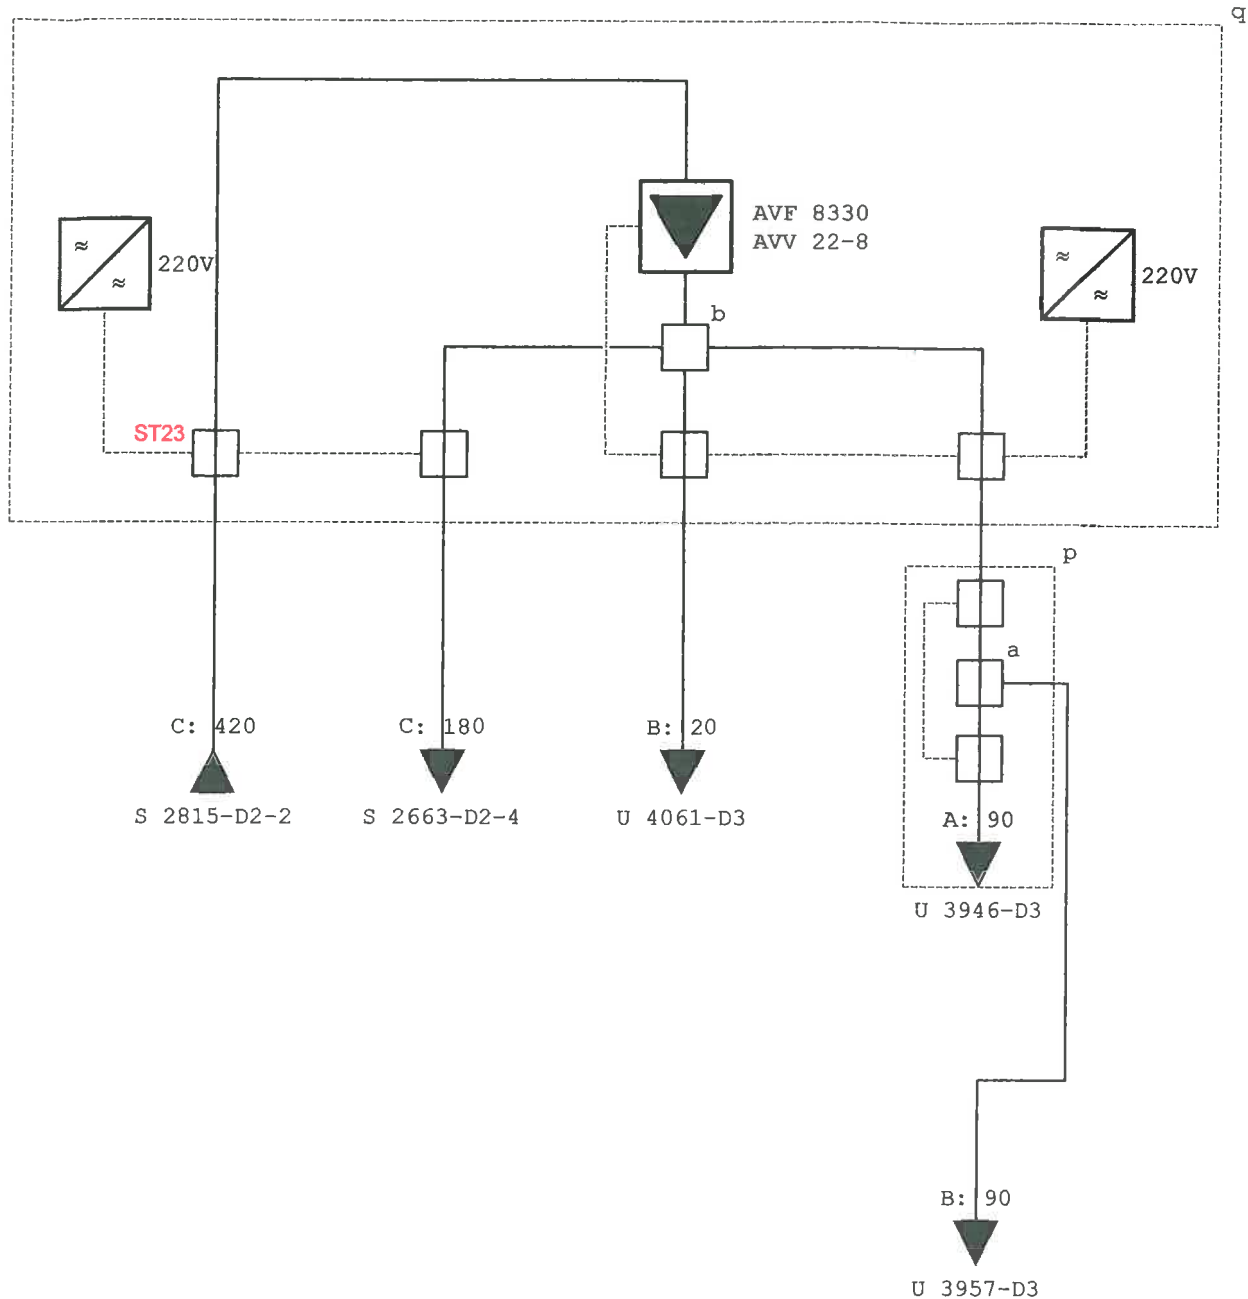 q
AVF 8330
AVV 22-8
220V
220V
b
ST23
p
a
C: 420
C: 180
B: 20
S 2815-D2-2
S 2663-D2-4
U 4061-D3
A: 90
U 3946-D3
B: 90
U 3957-D3